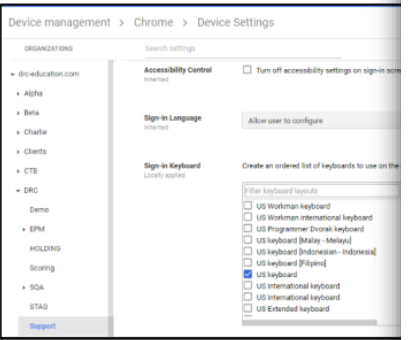 Device management > Chrome > Device Settings
ORGANIZATIONS
Search settings
drc-education.com
Alpha
Beta
Charlie
Clients
CTB
DRC
Demo
EPM
HOLDING
Scoring
SQA
STAG
Support
Accessibility Control
Inherited
Turn off accessibility settings on sign-in scre
Sign-in Language
Inherited
Allow user to configure
Sign-in Keyboard
Locally applied
Create an ordered list of keyboards to use on the
Filter keyboard layouts
US Workman keyboard
US Workman international keyboard
US Programmer Dvorak keyboard
US keyboard [Malay - Melayu]
US keyboard [Indonesian - Indonesia]
US keyboard [Filipino]
US keyboard
US International keyboard
US International keyboard
US Extended keyboard